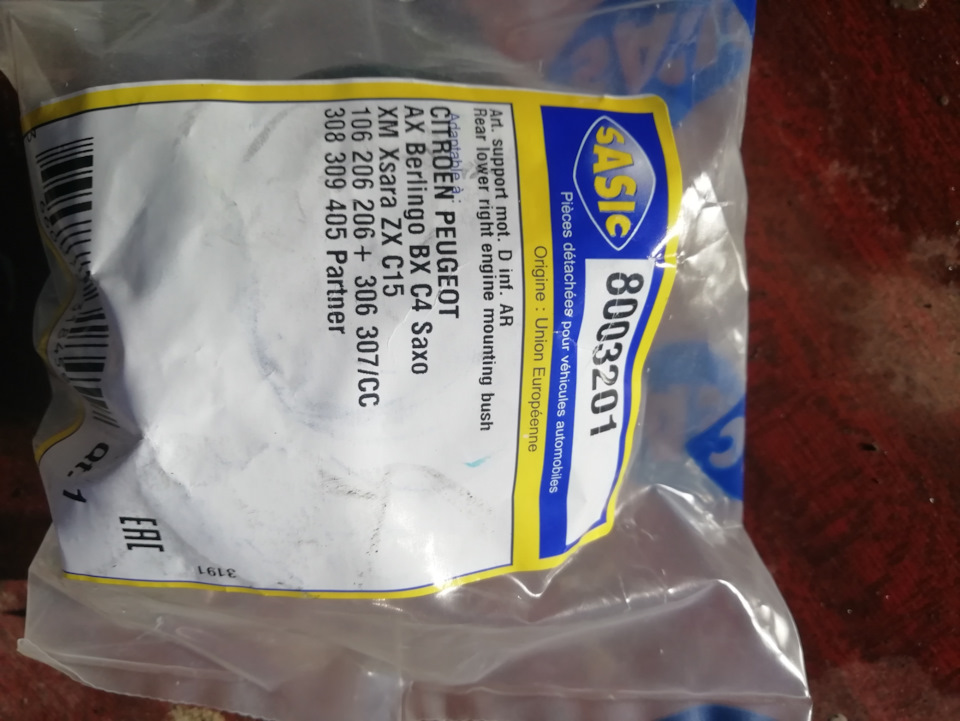 SASIC
8003201
Pièces détachées pour véhicules automobiles
Origine : Union Européenne
Art. support mot. D inf. AR
Rear lower right engine mounting bush
Adaptable à :
CITROEN PEUGEOT
AX Berlingo BX C4 Saxo
XM Xsara ZX C15
106 206 206+ 306 307/CC
308 309 405 Partner
Qt. 1
EAC
3191